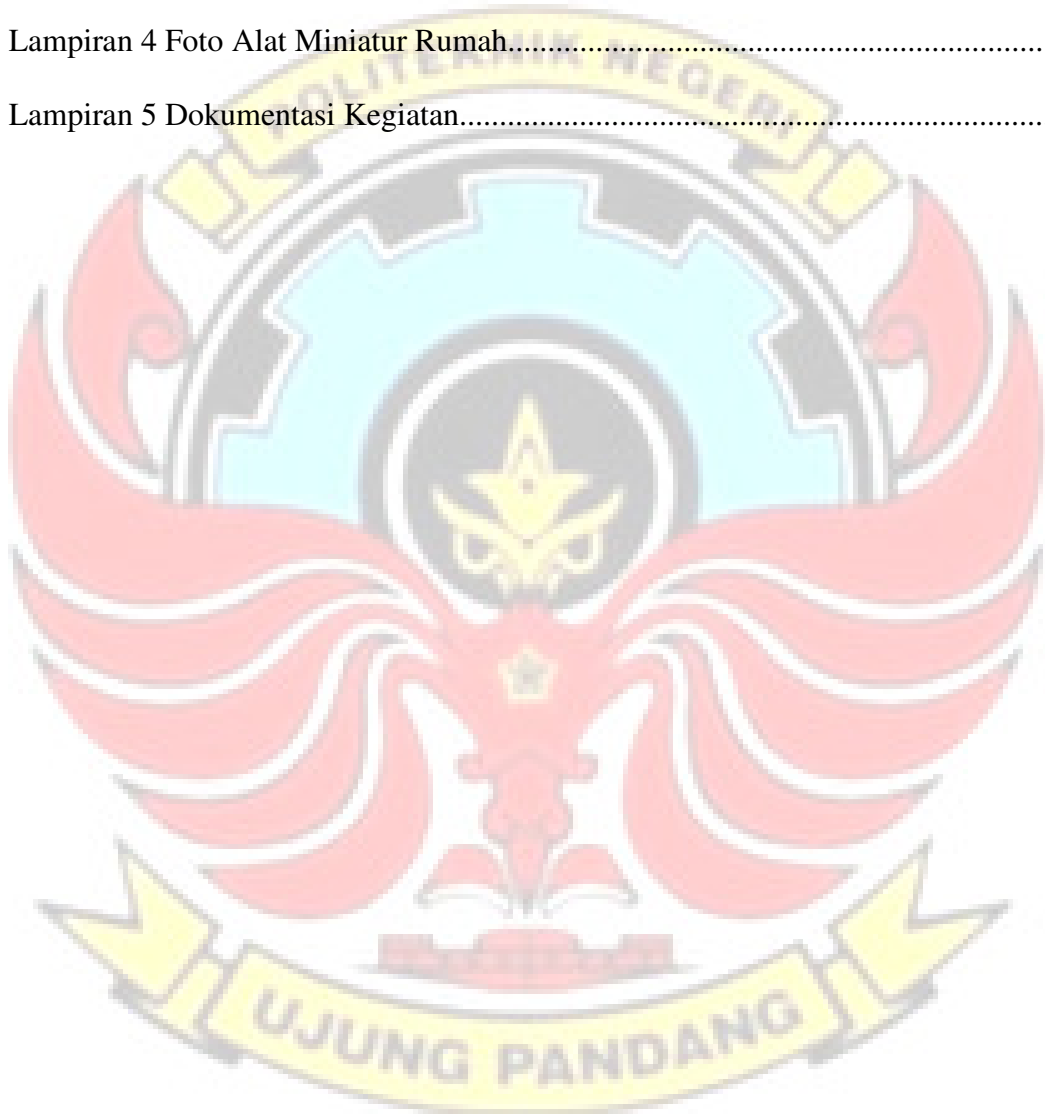 Lampiran 4 Foto Alat Miniatur Rumah....................................................................
POLITEKNIK NEGERI
Lampiran 5 Dokumentasi Kegiatan..........................................................................
UJUNG PANDANG